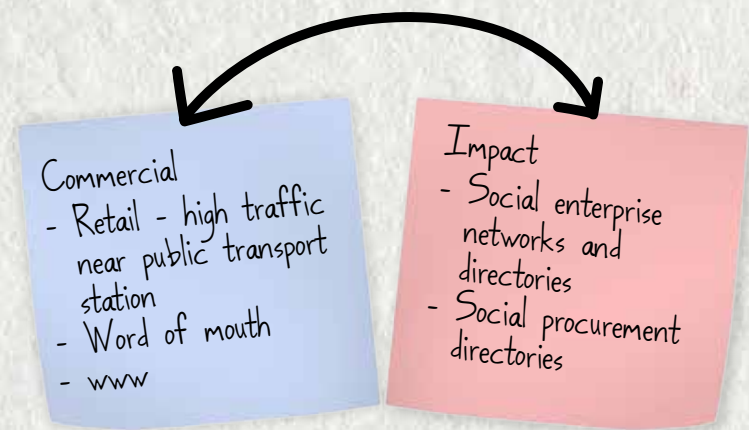 Commercial
- Retail - high traffic
near public transport
station
- Word of mouth
- www
Impact
- Social enterprise
networks and
directories
- Social procurement
directories